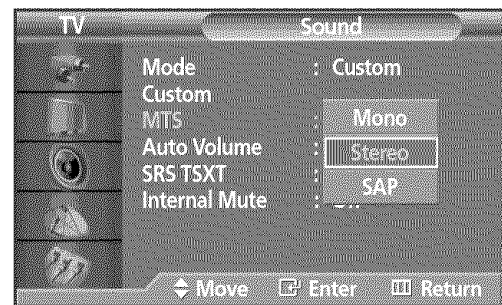 TV Sound
Mode : Custom
Custom
MTS : Mono
Auto Volume : Stereo
SRS TSXT : SAP
Internal Mute :
Move Enter Return